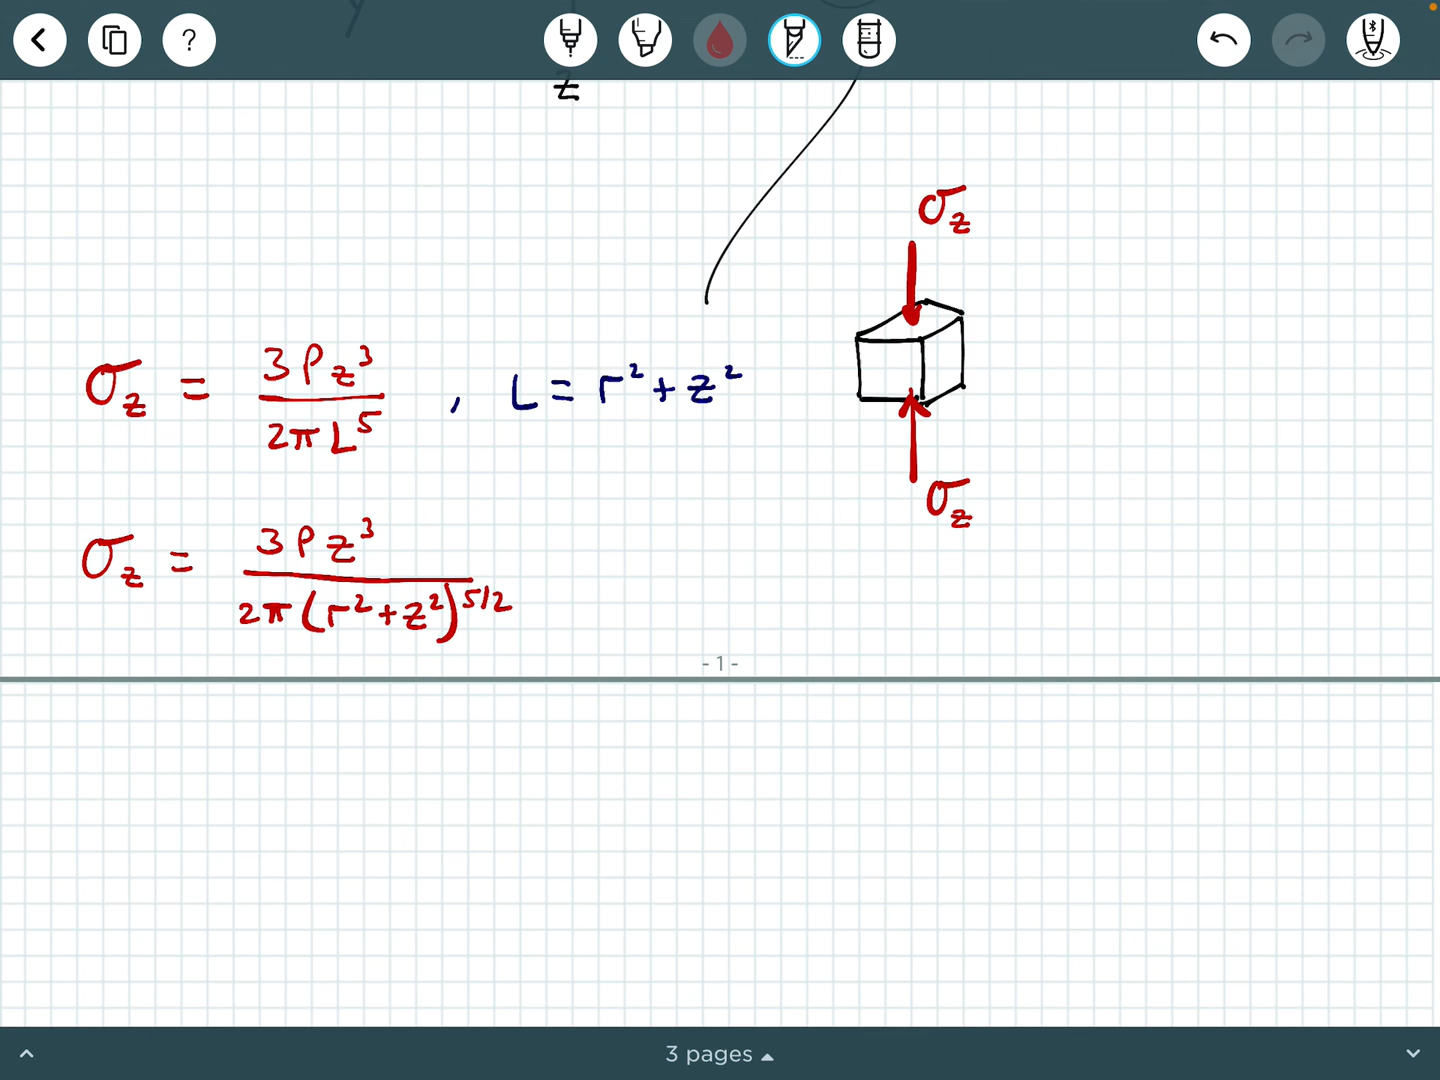 ?
z
σz
σz = 3Pz³ / 2πL⁵ , L = r² + z²
σz
σz = 3Pz³ / 2π(r²+z²)^5/2
- 1 -
3 pages